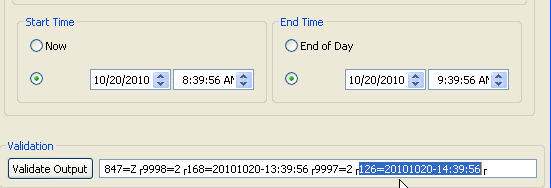 Start Time
End Time
Now
End of Day
10/20/2010 8:39:56 AM
10/20/2010 9:39:56 AM
Validation
Validate Output
847=Z┌9998=2┌168=20101020-13:39:56┌9997=2┌126=20101020-14:39:56┌